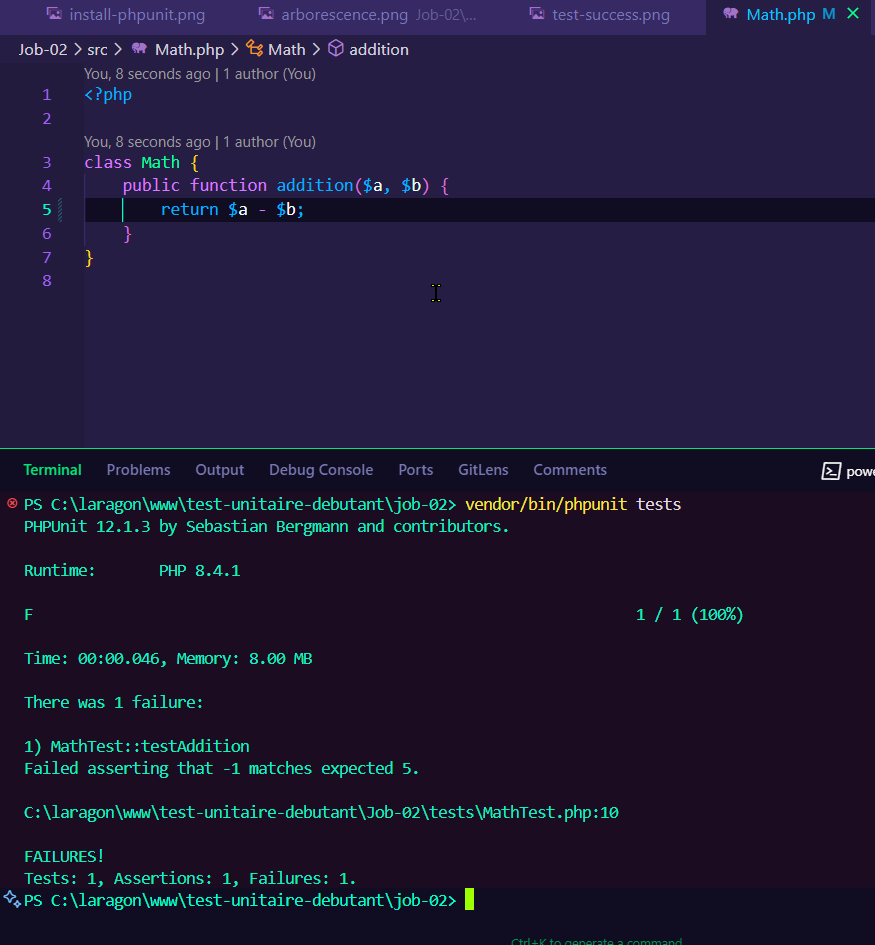 install-phpunit.png arborescence.png Job-02\... test-success.png Math.php M
Job-02 > src > Math.php > Math > addition
You, 8 seconds ago | 1 author (You)
1 <?php
2
You, 8 seconds ago | 1 author (You)
3 class Math {
4 public function addition($a, $b) {
5 return $a - $b;
6 }
7 }
8
Terminal Problems Output Debug Console Ports GitLens Comments powe
PS C:\laragon\www\test-unitaire-debutant\job-02> vendor/bin/phpunit tests
PHPUnit 12.1.3 by Sebastian Bergmann and contributors.
Runtime: PHP 8.4.1
F 1 / 1 (100%)
Time: 00:00.046, Memory: 8.00 MB
There was 1 failure:
1) MathTest::testAddition
Failed asserting that -1 matches expected 5.
C:\laragon\www\test-unitaire-debutant\Job-02\tests\MathTest.php:10
FAILURES!
Tests: 1, Assertions: 1, Failures: 1.
PS C:\laragon\www\test-unitaire-debutant\job-02>
Ctrl+K to generate a command